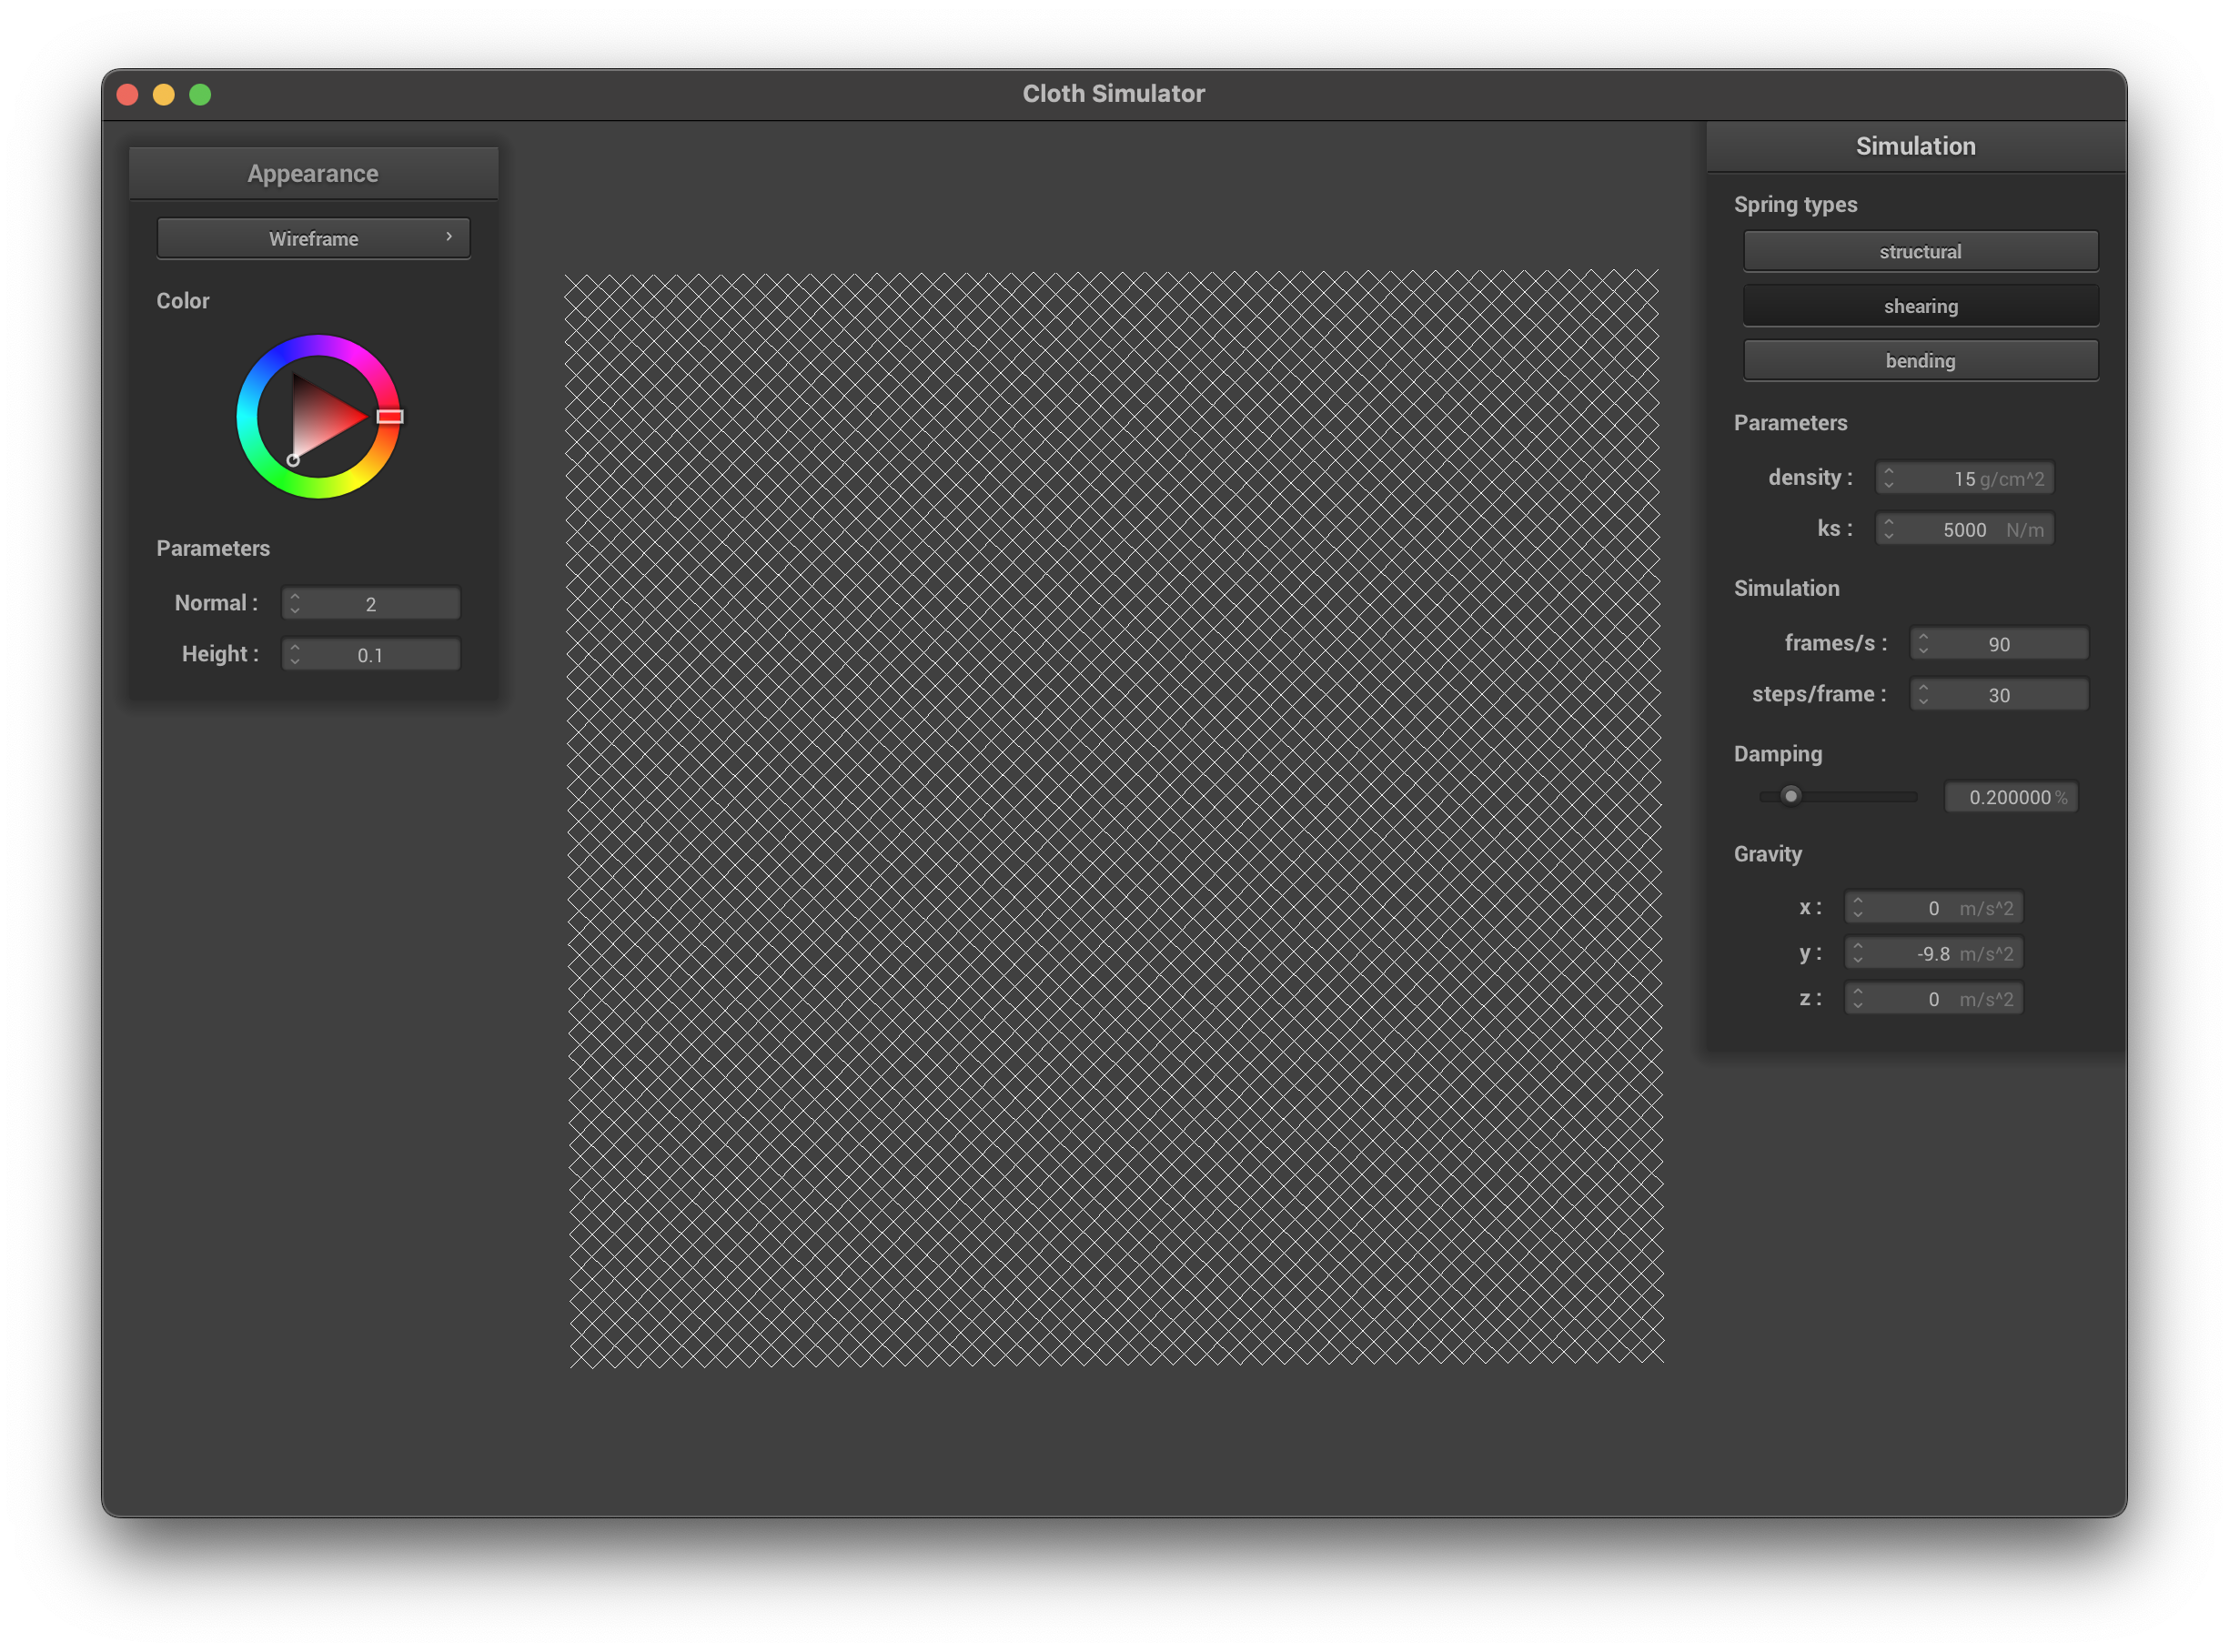 Cloth Simulator
Appearance
Wireframe
Color
Parameters
Normal : 2
Height : 0.1
Simulation
Spring types
structural
shearing
bending
Parameters
density : 15 g/cm^2
ks : 5000 N/m
Simulation
frames/s : 90
steps/frame : 30
Damping
0.200000 %
Gravity
x : 0 m/s^2
y : -9.8 m/s^2
z : 0 m/s^2